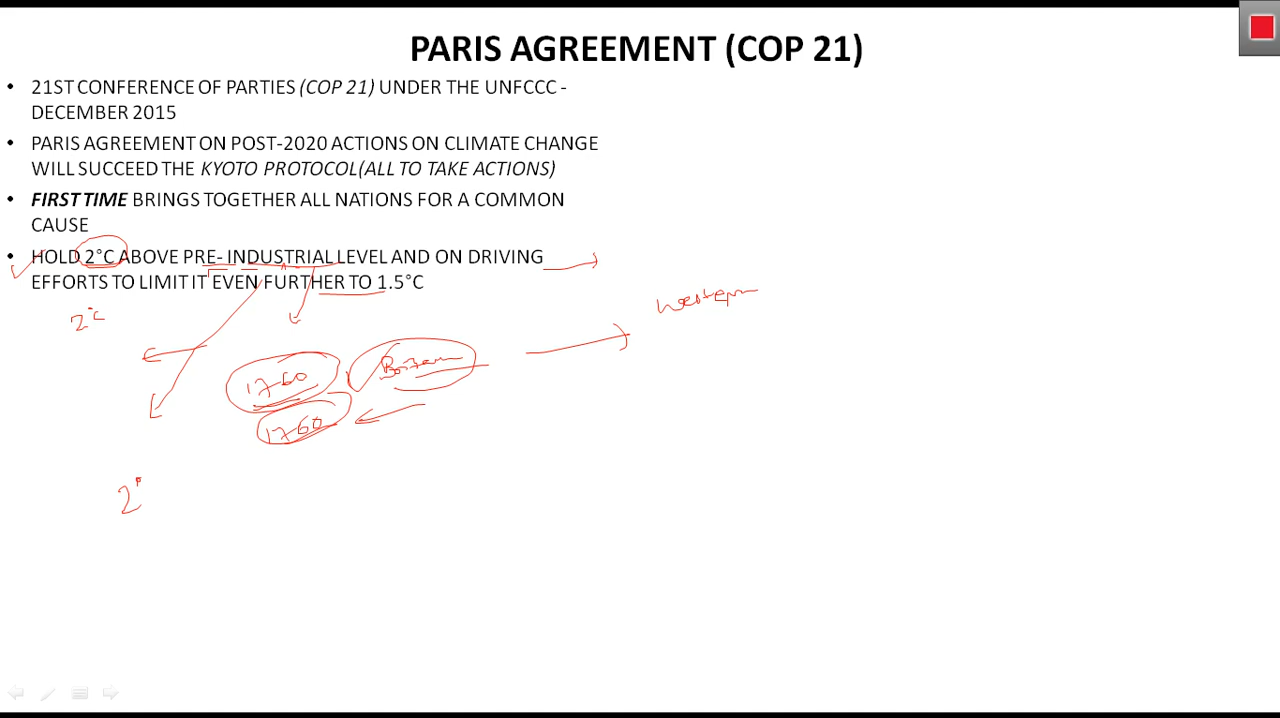 PARIS AGREEMENT (COP 21)
• 21ST CONFERENCE OF PARTIES (COP 21) UNDER THE UNFCCC -
DECEMBER 2015
• PARIS AGREEMENT ON POST-2020 ACTIONS ON CLIMATE CHANGE
WILL SUCCEED THE KYOTO PROTOCOL(ALL TO TAKE ACTIONS)
• FIRST TIME BRINGS TOGETHER ALL NATIONS FOR A COMMON
CAUSE
• HOLD 2°C ABOVE PRE- INDUSTRIAL LEVEL AND ON DRIVING
EFFORTS TO LIMIT IT EVEN FURTHER TO 1.5°C
2°C
Western
1760
1760
2°